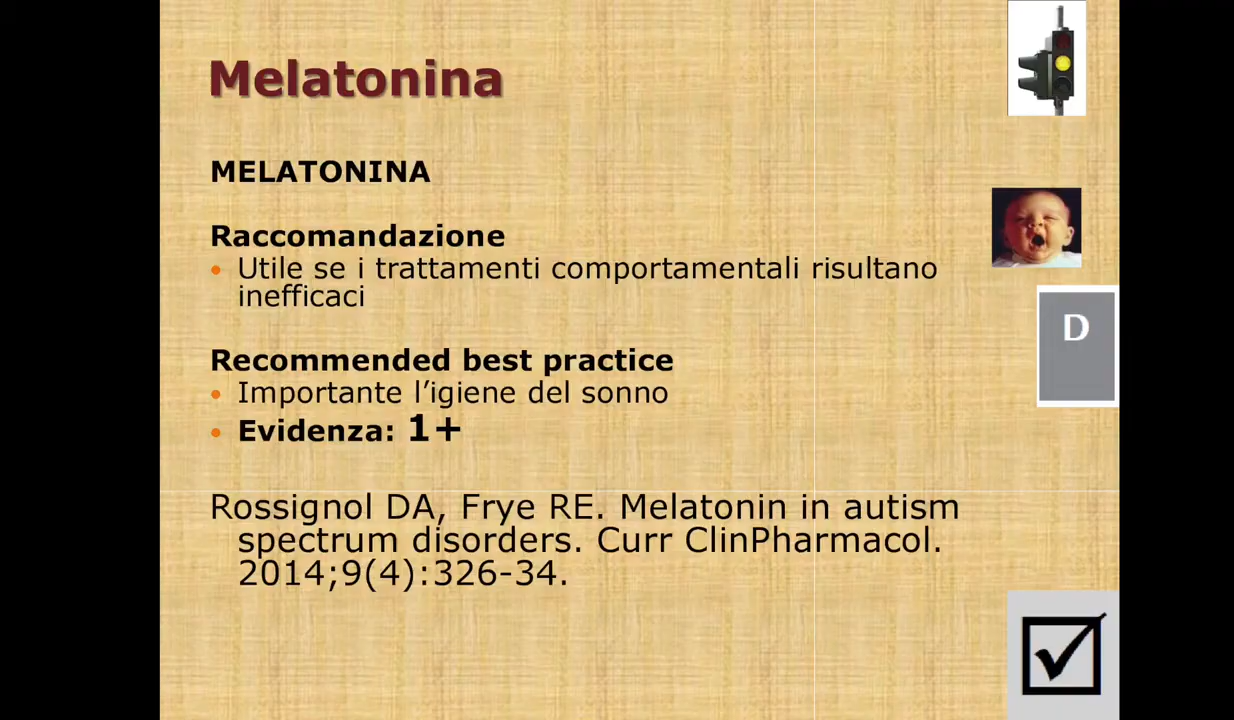 Melatonina
MELATONINA
Raccomandazione
• Utile se i trattamenti comportamentali risultano
inefficaci
D
Recommended best practice
• Importante l’igiene del sonno
• Evidenza: 1+
Rossignol DA, Frye RE. Melatonin in autism
spectrum disorders. Curr ClinPharmacol.
2014;9(4):326-34.